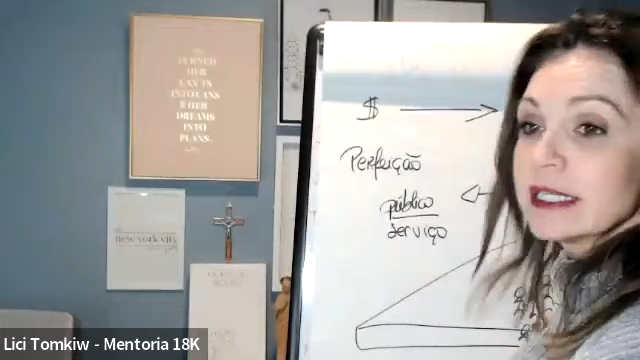 TURNED
HER
CAN'TS
INTO CANS
& HER
DREAMS
INTO
PLANS.
new york city
$
Perfeição
público
serviço
Lici Tomkiw - Mentoria 18K